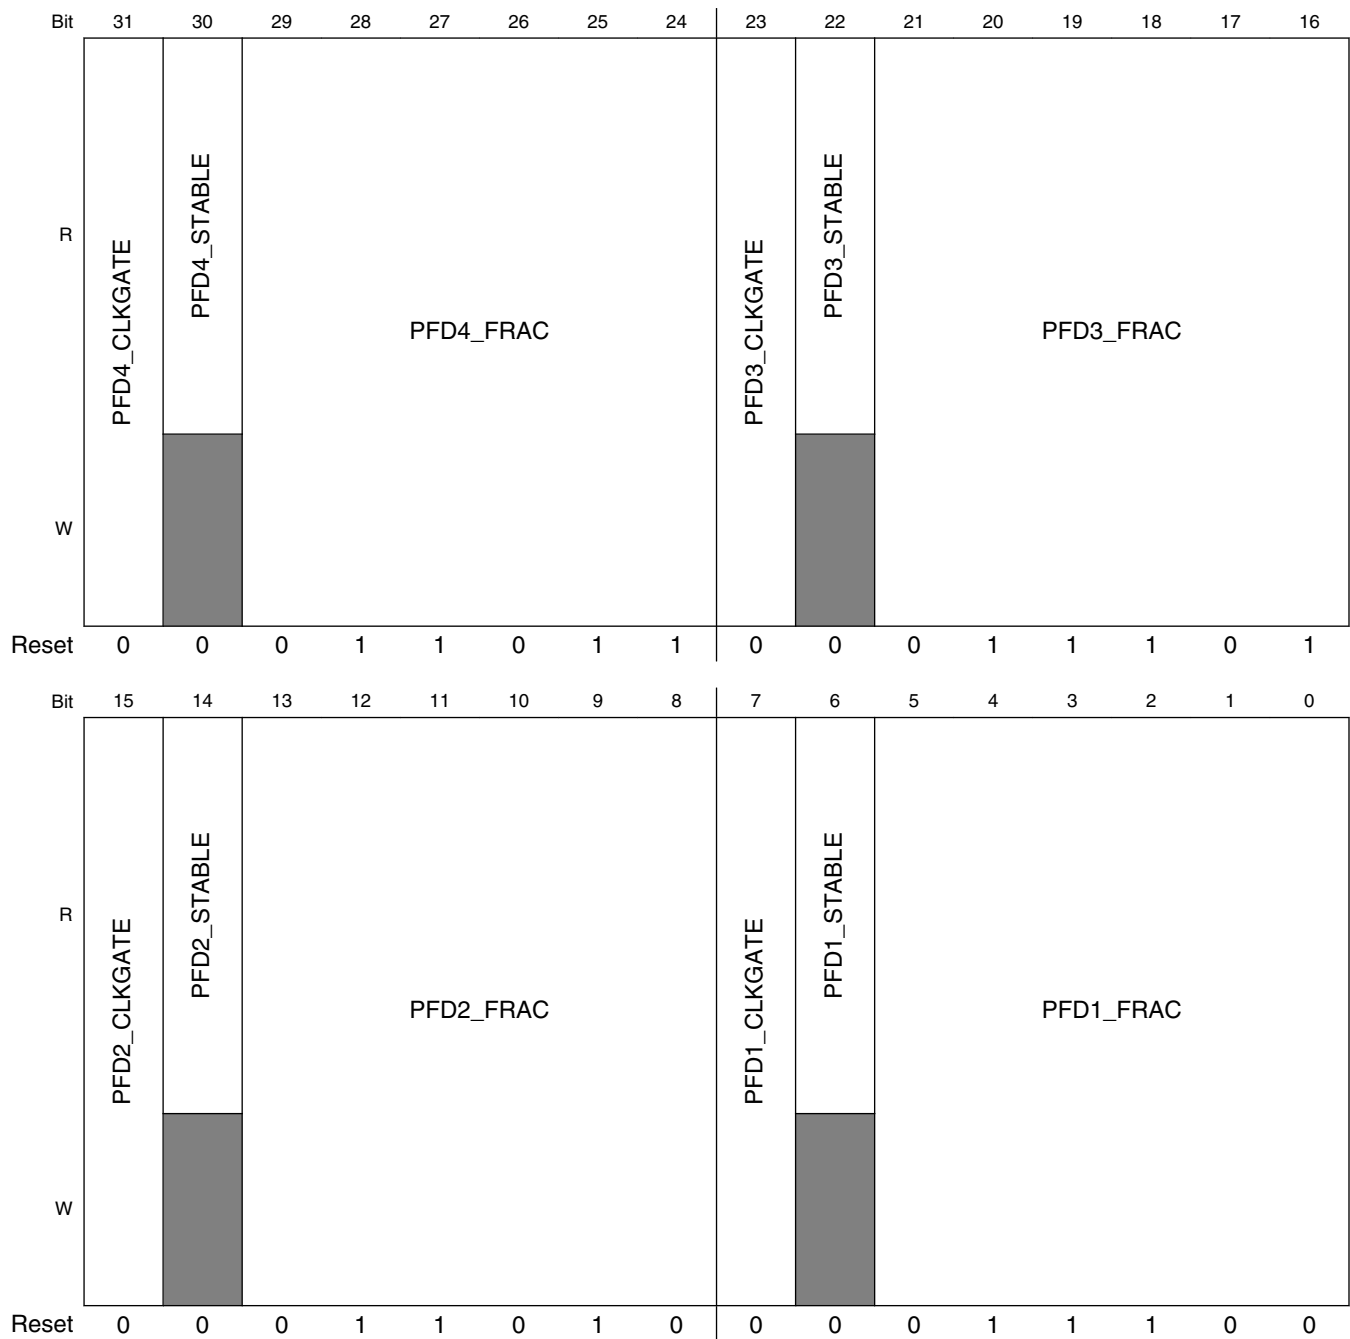 Bit 31 30 29 28 27 26 25 24 23 22 21 20 19 18 17 16
R
PFD4_CLKGATE
PFD4_STABLE
PFD4_FRAC
PFD3_CLKGATE
PFD3_STABLE
PFD3_FRAC
W
Reset 0 0 0 1 1 0 1 1 0 0 0 1 1 1 0 1
Bit 15 14 13 12 11 10 9 8 7 6 5 4 3 2 1 0
R
PFD2_CLKGATE
PFD2_STABLE
PFD2_FRAC
PFD1_CLKGATE
PFD1_STABLE
PFD1_FRAC
W
Reset 0 0 0 1 1 0 1 0 0 0 0 1 1 1 0 0